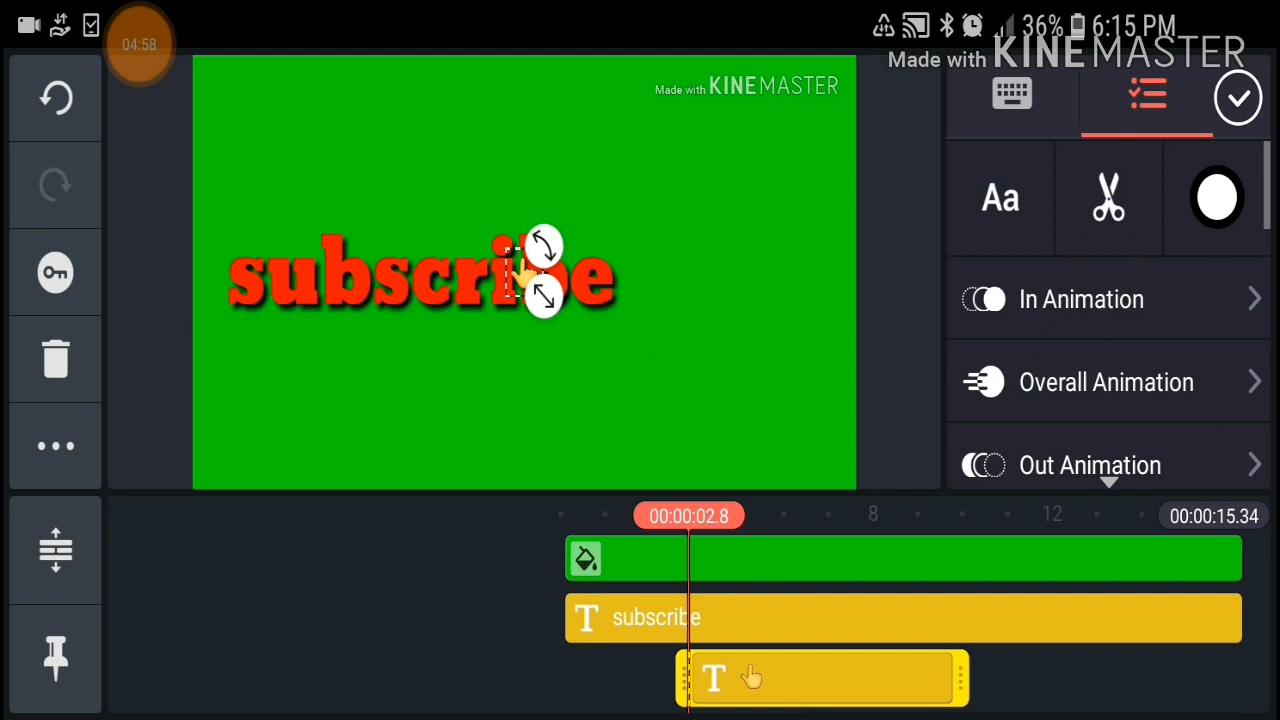 04:58
36% 6:15 PM
Made with KINEMASTER
Made with KINEMASTER
subscribe
Aa
In Animation
Overall Animation
Out Animation
00:00:02.8
8
12
00:00:15.34
T subscribe
T